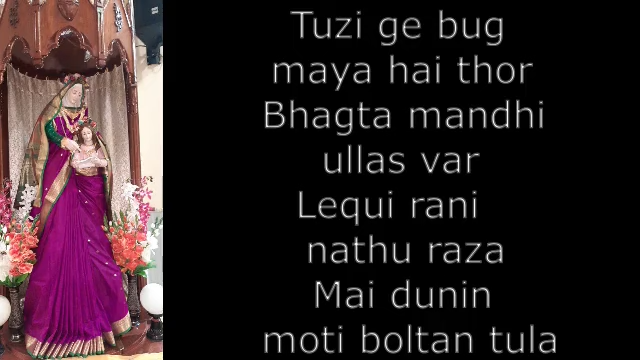 Tuzi ge bug
maya hai thor
Bhagta mandhi
ullas var
Lequi rani
nathu raza
Mai dunin
moti boltan tula